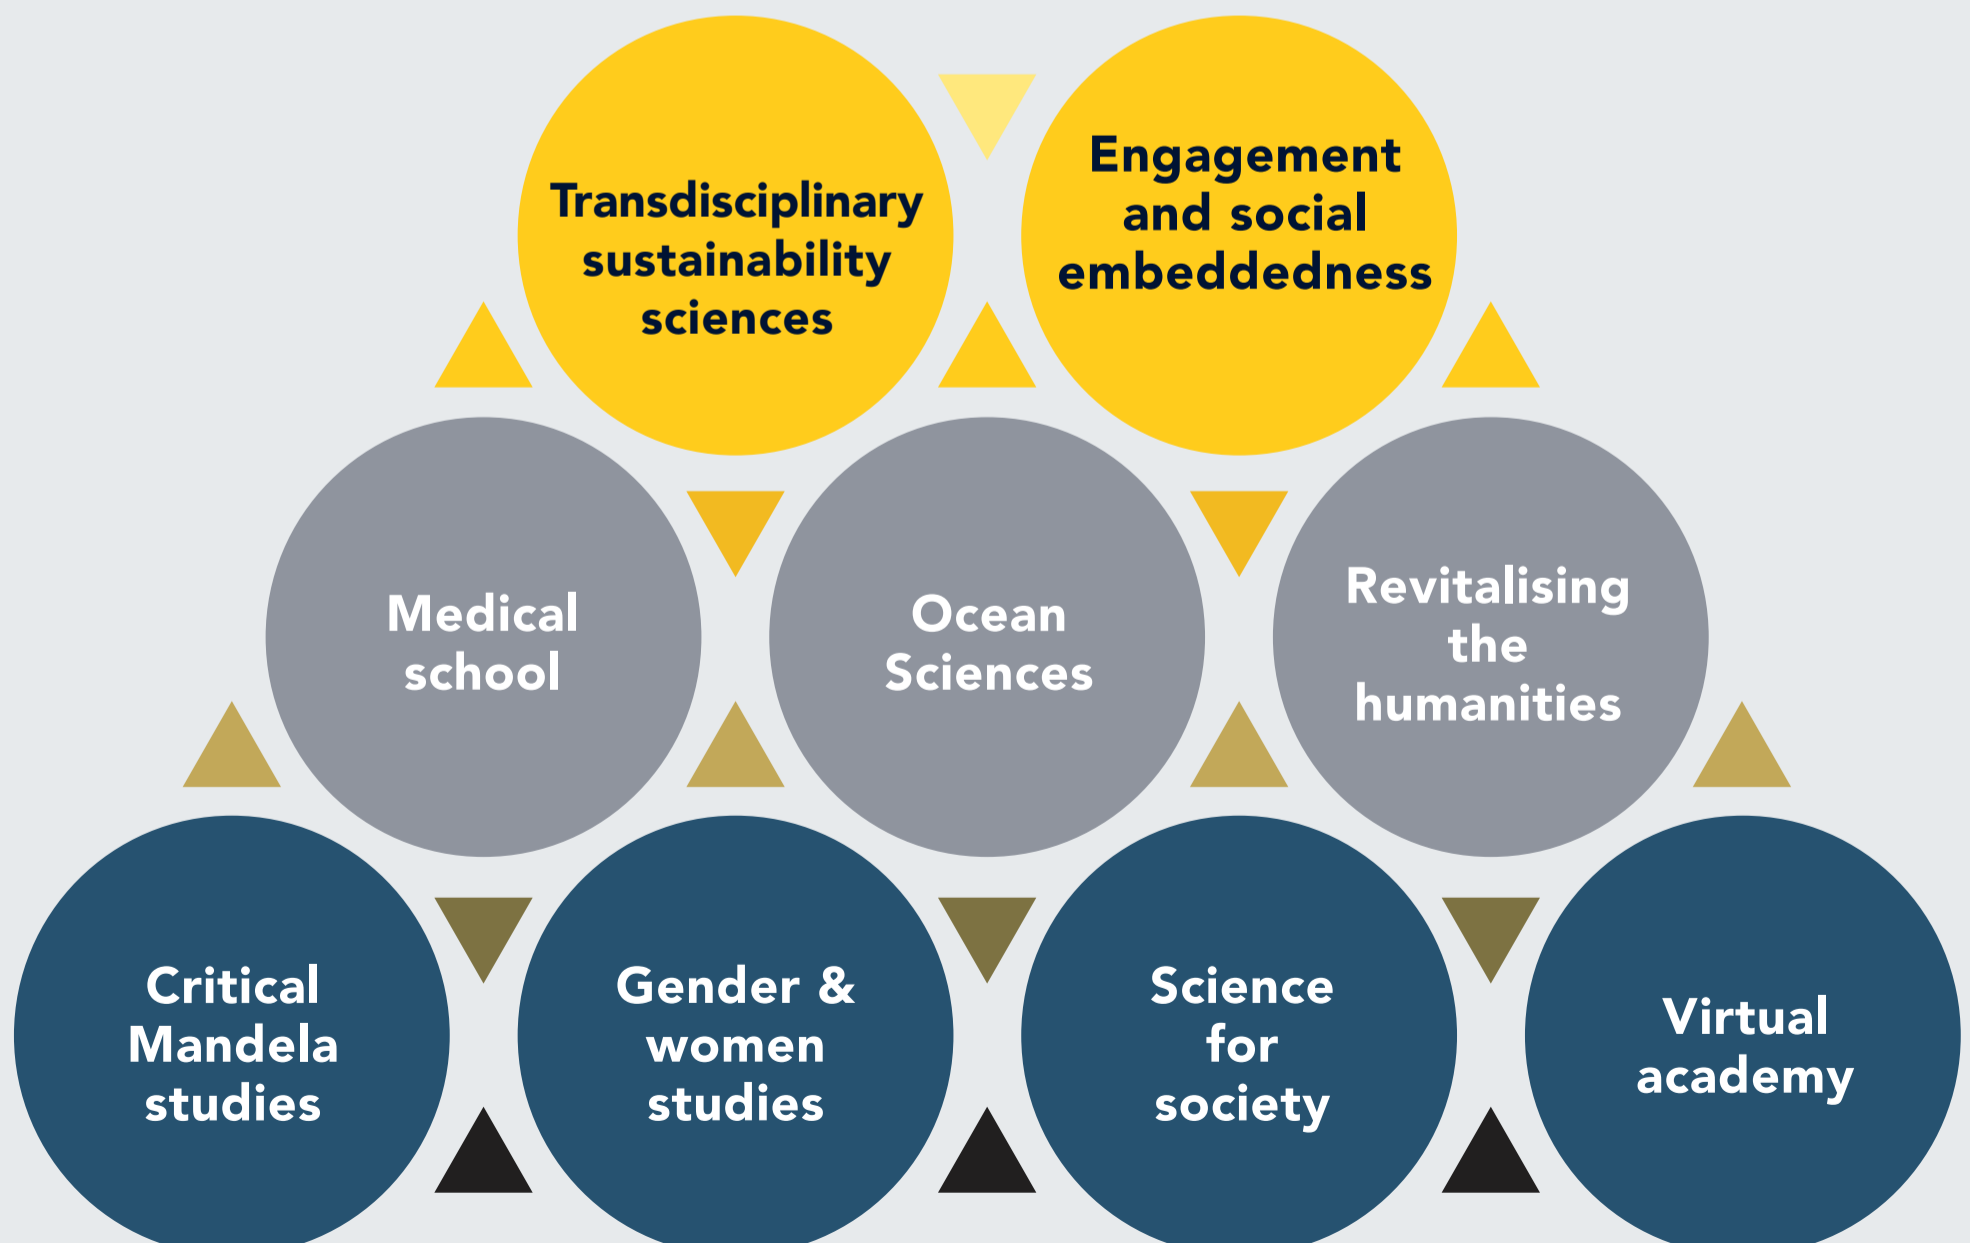 Transdisciplinary
sustainability
sciences
Engagement
and social
embeddedness
Medical
school
Ocean
Sciences
Revitalising
the
humanities
Critical
Mandela
studies
Gender &
women
studies
Science
for
society
Virtual
academy